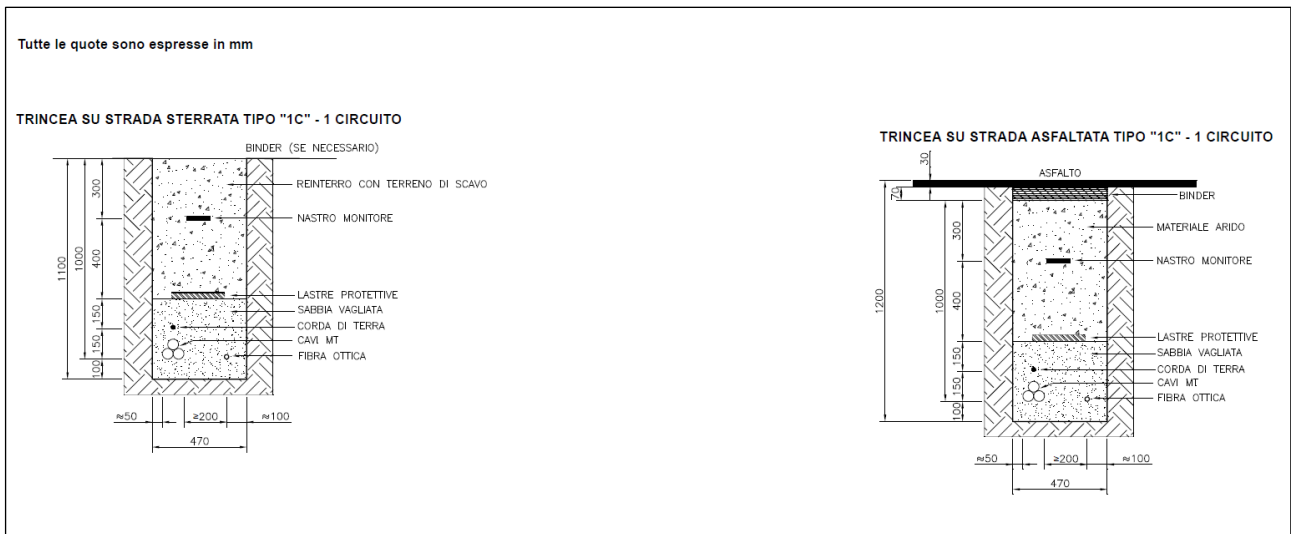 Tutte le quote sono espresse in mm
TRINCEA SU STRADA STERRATA TIPO "1C" - 1 CIRCUITO
BINDER (SE NECESSARIO)
REINTERRO CON TERRENO DI SCAVO
NASTRO MONITORE
LASTRE PROTETTIVE
SABBIA VAGLIATA
CORDA DI TERRA
CAVI MT
FIBRA OTTICA
300
400
150
150
100
1000
1100
≈50
≥200
≈100
470
TRINCEA SU STRADA ASFALTATA TIPO "1C" - 1 CIRCUITO
30
ASFALTO
70
BINDER
MATERIALE ARIDO
NASTRO MONITORE
LASTRE PROTETTIVE
SABBIA VAGLIATA
CORDA DI TERRA
CAVI MT
FIBRA OTTICA
300
400
150
150
100
1000
1200
≈50
≥200
≈100
470